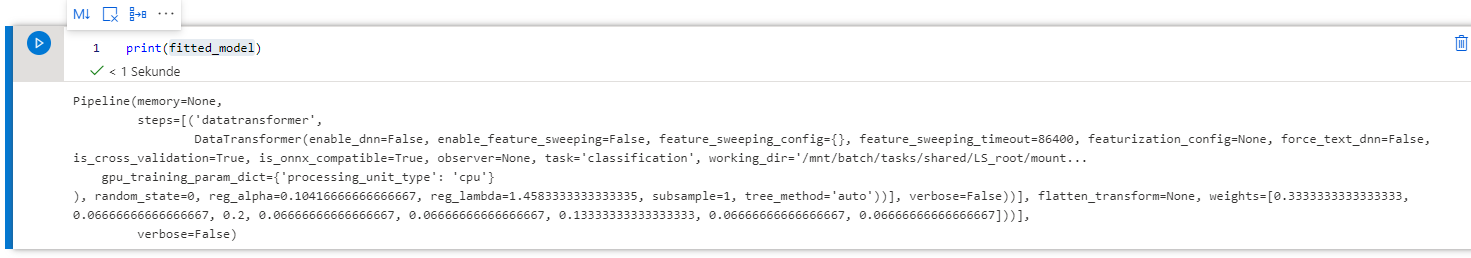 M↓ ···
1 print(fitted_model)
< 1 Sekunde
Pipeline(memory=None,
         steps=[('datatransformer',
                 DataTransformer(enable_dnn=False, enable_feature_sweeping=False, feature_sweeping_config={}, feature_sweeping_timeout=86400, featurization_config=None, force_text_dnn=False,
is_cross_validation=True, is_onnx_compatible=True, observer=None, task='classification', working_dir='/mnt/batch/tasks/shared/LS_root/mount...
    gpu_training_param_dict={'processing_unit_type': 'cpu'}
), random_state=0, reg_alpha=0.10416666666666667, reg_lambda=1.4583333333333335, subsample=1, tree_method='auto'))], verbose=False))], flatten_transform=None, weights=[0.3333333333333333,
0.06666666666666667, 0.2, 0.06666666666666667, 0.06666666666666667, 0.13333333333333333, 0.06666666666666667, 0.06666666666666667]))],
         verbose=False)